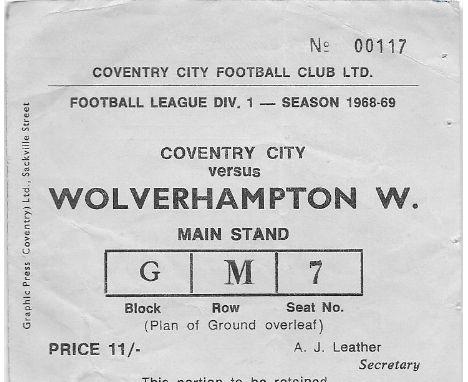 No 00117
COVENTRY CITY FOOTBALL CLUB LTD.
FOOTBALL LEAGUE DIV. 1 — SEASON 1968-69
COVENTRY CITY
versus
WOLVERHAMPTON W.
MAIN STAND
G M 7
Block Row Seat No.
(Plan of Ground overleaf)
PRICE 11/- A. J. Leather
Secretary
This portion to be retained
Graphic Press (Coventry) Ltd., Sackville Street